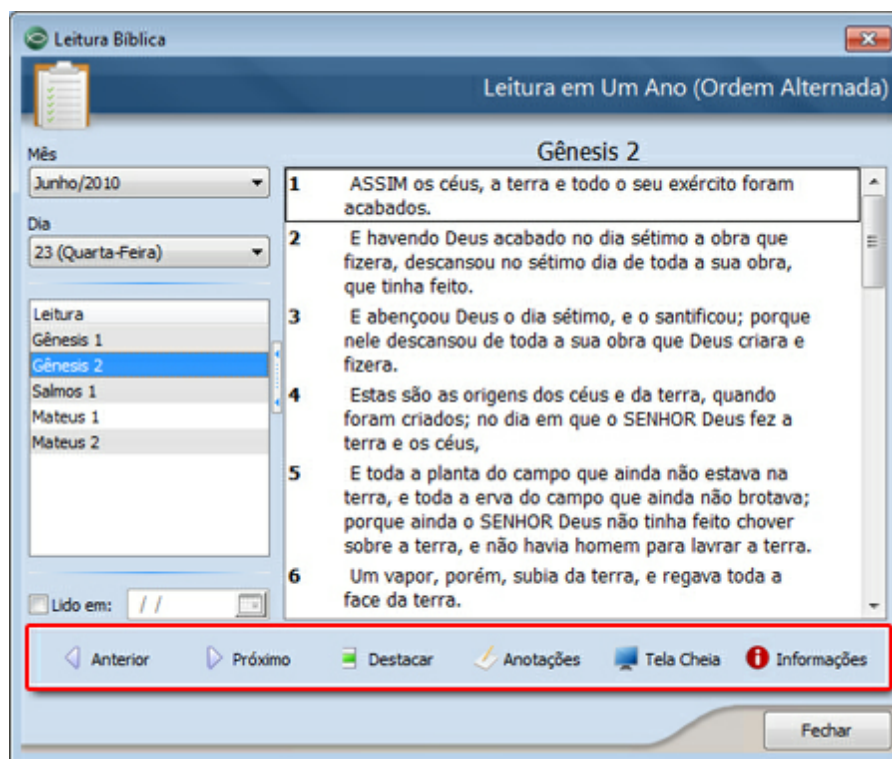 Leitura Bíblica
Leitura em Um Ano (Ordem Alternada)
Mês
Junho/2010
Dia
23 (Quarta-Feira)
Leitura
Gênesis 1
Gênesis 2
Salmos 1
Mateus 1
Mateus 2
Lido em: / /
Gênesis 2
1 ASSIM os céus, a terra e todo o seu exército foram
acabados.
2 E havendo Deus acabado no dia sétimo a obra que
fizera, descansou no sétimo dia de toda a sua obra,
que tinha feito.
3 E abençoou Deus o dia sétimo, e o santificou; porque
nele descansou de toda a sua obra que Deus criara e
fizera.
4 Estas são as origens dos céus e da terra, quando
foram criados; no dia em que o SENHOR Deus fez a
terra e os céus,
5 E toda a planta do campo que ainda não estava na
terra, e toda a erva do campo que ainda não brotava;
porque ainda o SENHOR Deus não tinha feito chover
sobre a terra, e não havia homem para lavrar a terra.
6 Um vapor, porém, subia da terra, e regava toda a
face da terra.
Anterior Próximo Destacar Anotações Tela Cheia Informações
Fechar